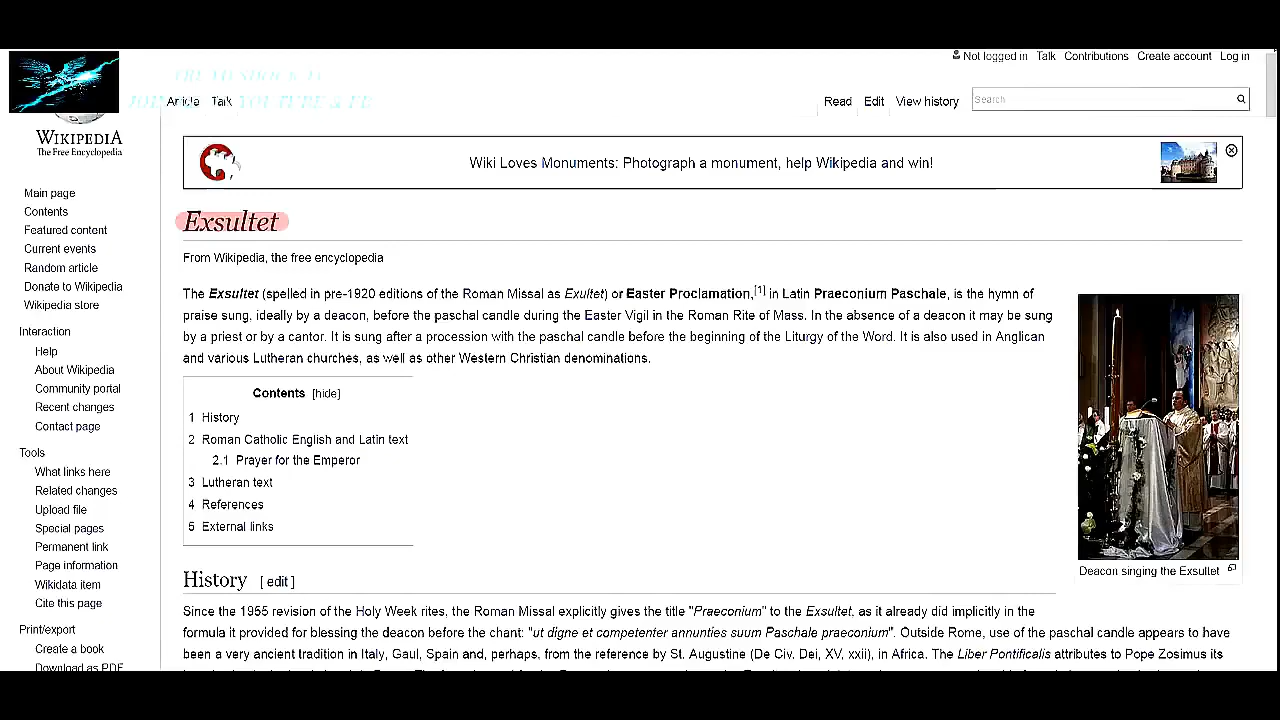 Not logged in Talk Contributions Create account Log in
Article Talk
Read Edit View history Search
WIKIPEDIA
The Free Encyclopedia
Wiki Loves Monuments: Photograph a monument, help Wikipedia and win!
Main page
Contents
Featured content
Current events
Random article
Donate to Wikipedia
Wikipedia store
Interaction
Help
About Wikipedia
Community portal
Recent changes
Contact page
Tools
What links here
Related changes
Upload file
Special pages
Permanent link
Page information
Wikidata item
Cite this page
Print/export
Create a book
Download as PDF
Exsultet
From Wikipedia, the free encyclopedia
The Exsultet (spelled in pre-1920 editions of the Roman Missal as Exultet) or Easter Proclamation,[1] in Latin Praeconium Paschale, is the hymn of
praise sung, ideally by a deacon, before the paschal candle during the Easter Vigil in the Roman Rite of Mass. In the absence of a deacon it may be sung
by a priest or by a cantor. It is sung after a procession with the paschal candle before the beginning of the Liturgy of the Word. It is also used in Anglican
and various Lutheran churches, as well as other Western Christian denominations.
Contents [hide]
1 History
2 Roman Catholic English and Latin text
2.1 Prayer for the Emperor
3 Lutheran text
4 References
5 External links
Deacon singing the Exsultet
History [ edit ]
Since the 1955 revision of the Holy Week rites, the Roman Missal explicitly gives the title "Praeconium" to the Exsultet, as it already did implicitly in the
formula it provided for blessing the deacon before the chant: "ut digne et competenter annunties suum Paschale praeconium". Outside Rome, use of the paschal candle appears to have
been a very ancient tradition in Italy, Gaul, Spain and, perhaps, from the reference by St. Augustine (De Civ. Dei, XV, xxii), in Africa. The Liber Pontificalis attributes to Pope Zosimus its